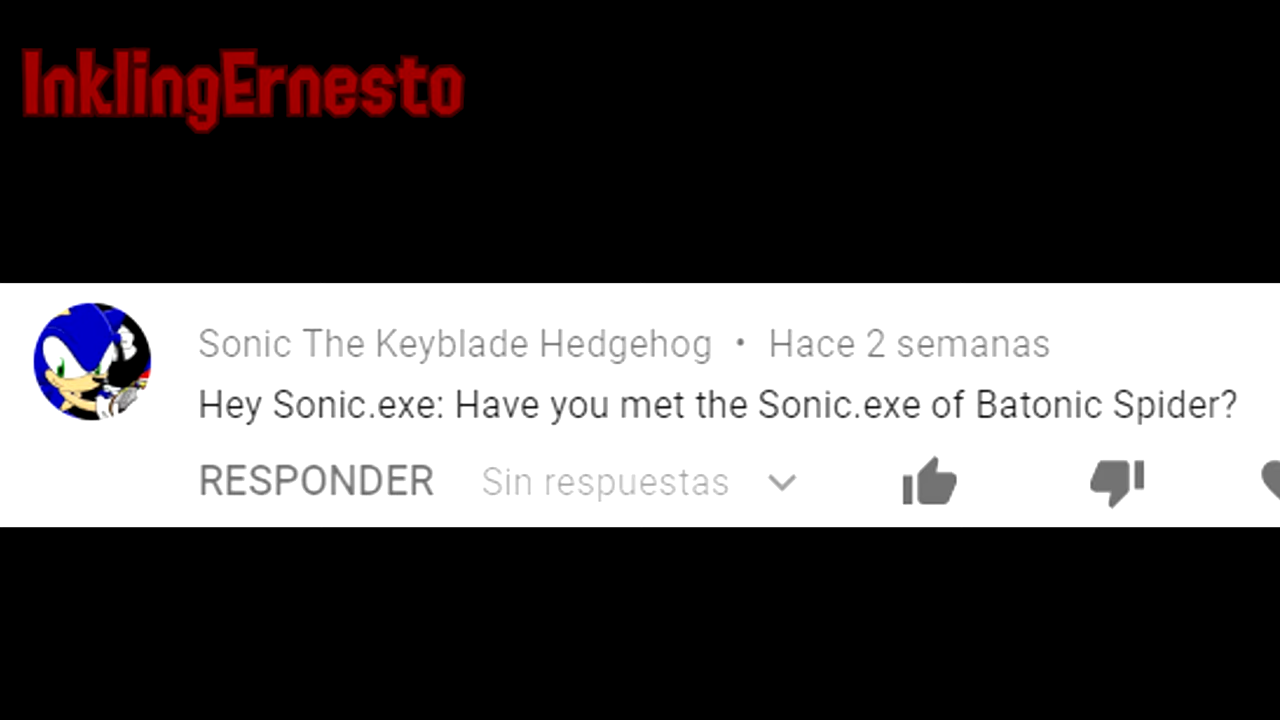 InklingErnesto
Sonic The Keyblade Hedgehog • Hace 2 semanas
Hey Sonic.exe: Have you met the Sonic.exe of Batonic Spider?
RESPONDER Sin respuestas